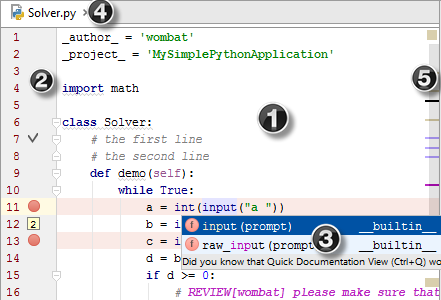 Solver.py × 4
1 _author_ = 'wombat'
2 _project_ = 'MySimplePythonApplication'
3
2 4 import math 5
5
6 class Solver: 1
7 # the first line
8 # the second line
9 def demo(self):
10 while True:
11 a = int(input("a "))
12 2 b = i input(prompt) __builtin__
13 c = i raw_input(prompt 3 __builtin__
14 d = b Did you know that Quick Documentation View (Ctrl+Q) wo
15 if d >= 0:
16 # REVIEW[wombat] please make sure that